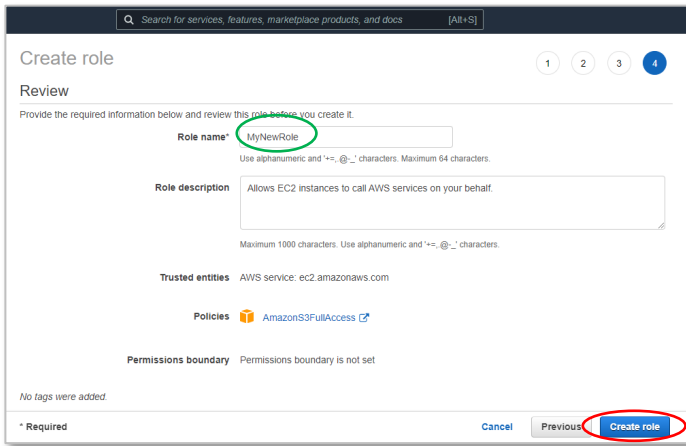 Search for services, features, marketplace products, and docs [Alt+S]
Create role
1 2 3 4
Review
Provide the required information below and review this role before you create it.
Role name* MyNewRole
Use alphanumeric and '+=,.@-_' characters. Maximum 64 characters.
Role description Allows EC2 instances to call AWS services on your behalf.
Maximum 1000 characters. Use alphanumeric and '+=,.@-_' characters.
Trusted entities AWS service: ec2.amazonaws.com
Policies AmazonS3FullAccess
Permissions boundary Permissions boundary is not set
No tags were added.
* Required Cancel Previous Create role